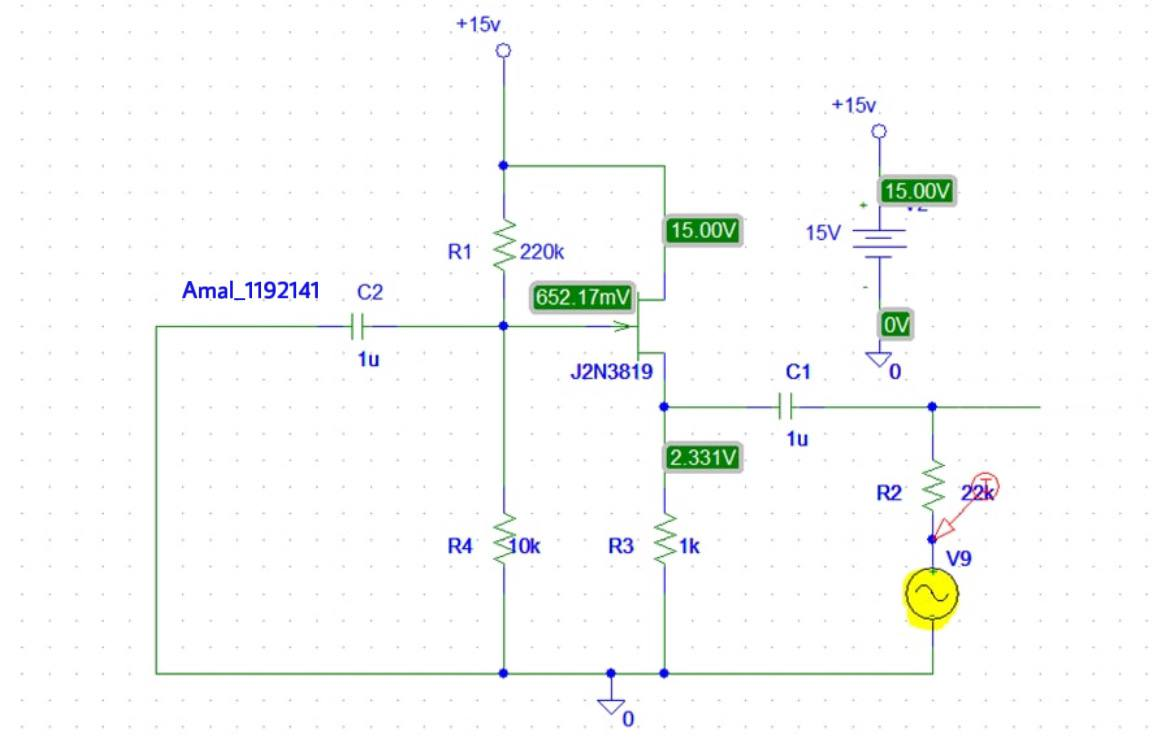 +15v
+15v
15.00V
15.00V
15V
R1
220k
Amal_1192141
C2
652.17mV
0V
1u
J2N3819
C1
0
1u
2.331V
R2
22k
R4
10k
R3
1k
V9
0